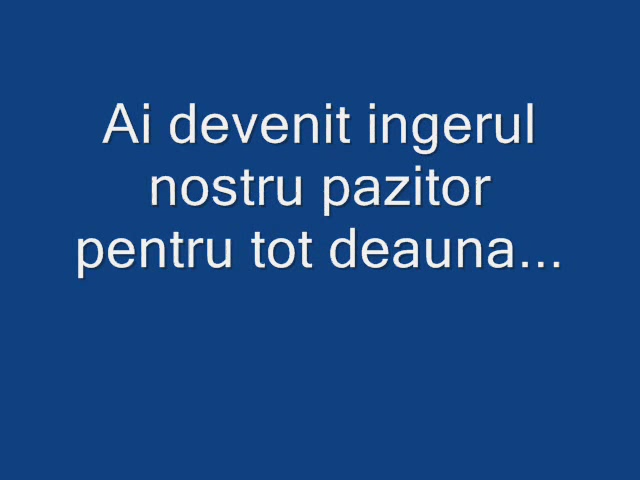 Ai devenit ingerul
nostru pazitor
pentru tot deauna...